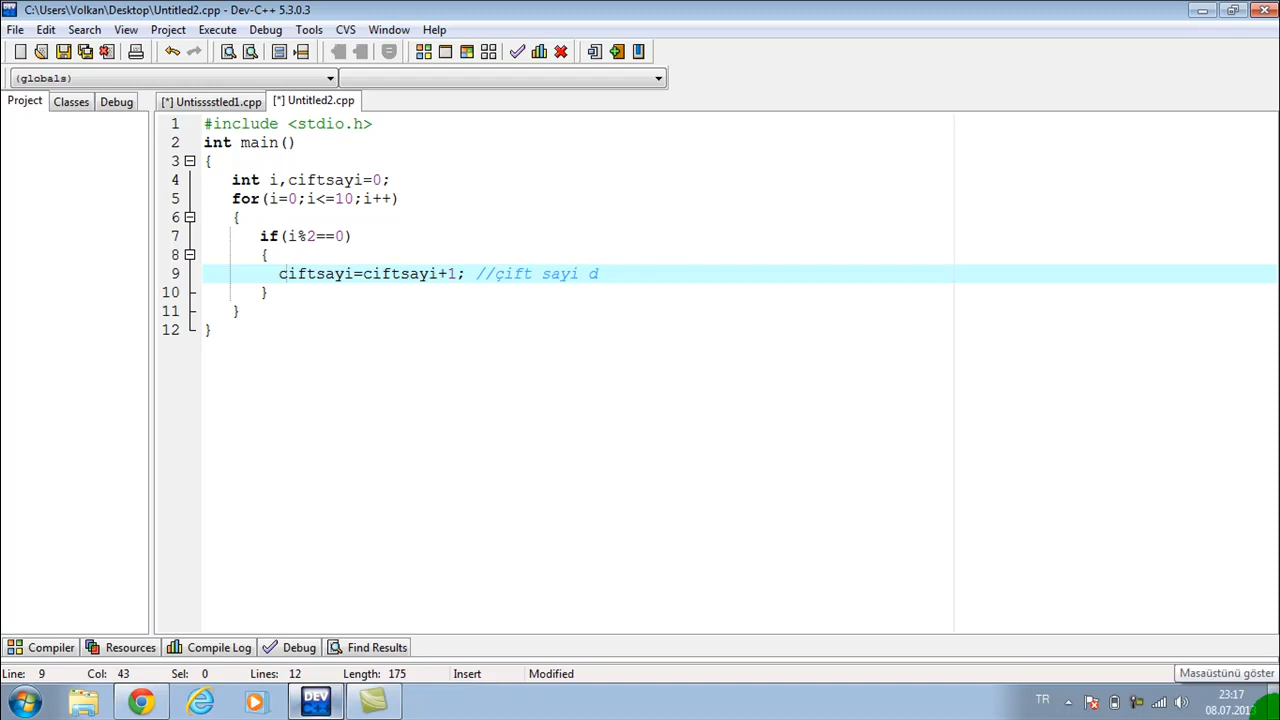 C:\Users\Volkan\Desktop\Untitled2.cpp - Dev-C++ 5.3.0.3
File Edit Search View Project Execute Debug Tools CVS Window Help
(globals)
Project Classes Debug [*] Untisssstled1.cpp [*] Untitled2.cpp
1 #include <stdio.h>
2 int main()
3 {
4 int i,ciftsayi=0;
5 for(i=0;i<=10;i++)
6 {
7 if(i%2==0)
8 {
9 ciftsayi=ciftsayi+1; //çift sayi d
10 }
11 }
12 }
Compiler Resources Compile Log Debug Find Results
Line: 9 Col: 43 Sel: 0 Lines: 12 Length: 175 Insert Modified
Masaüstünü göster
DEV C++
TR
23:17